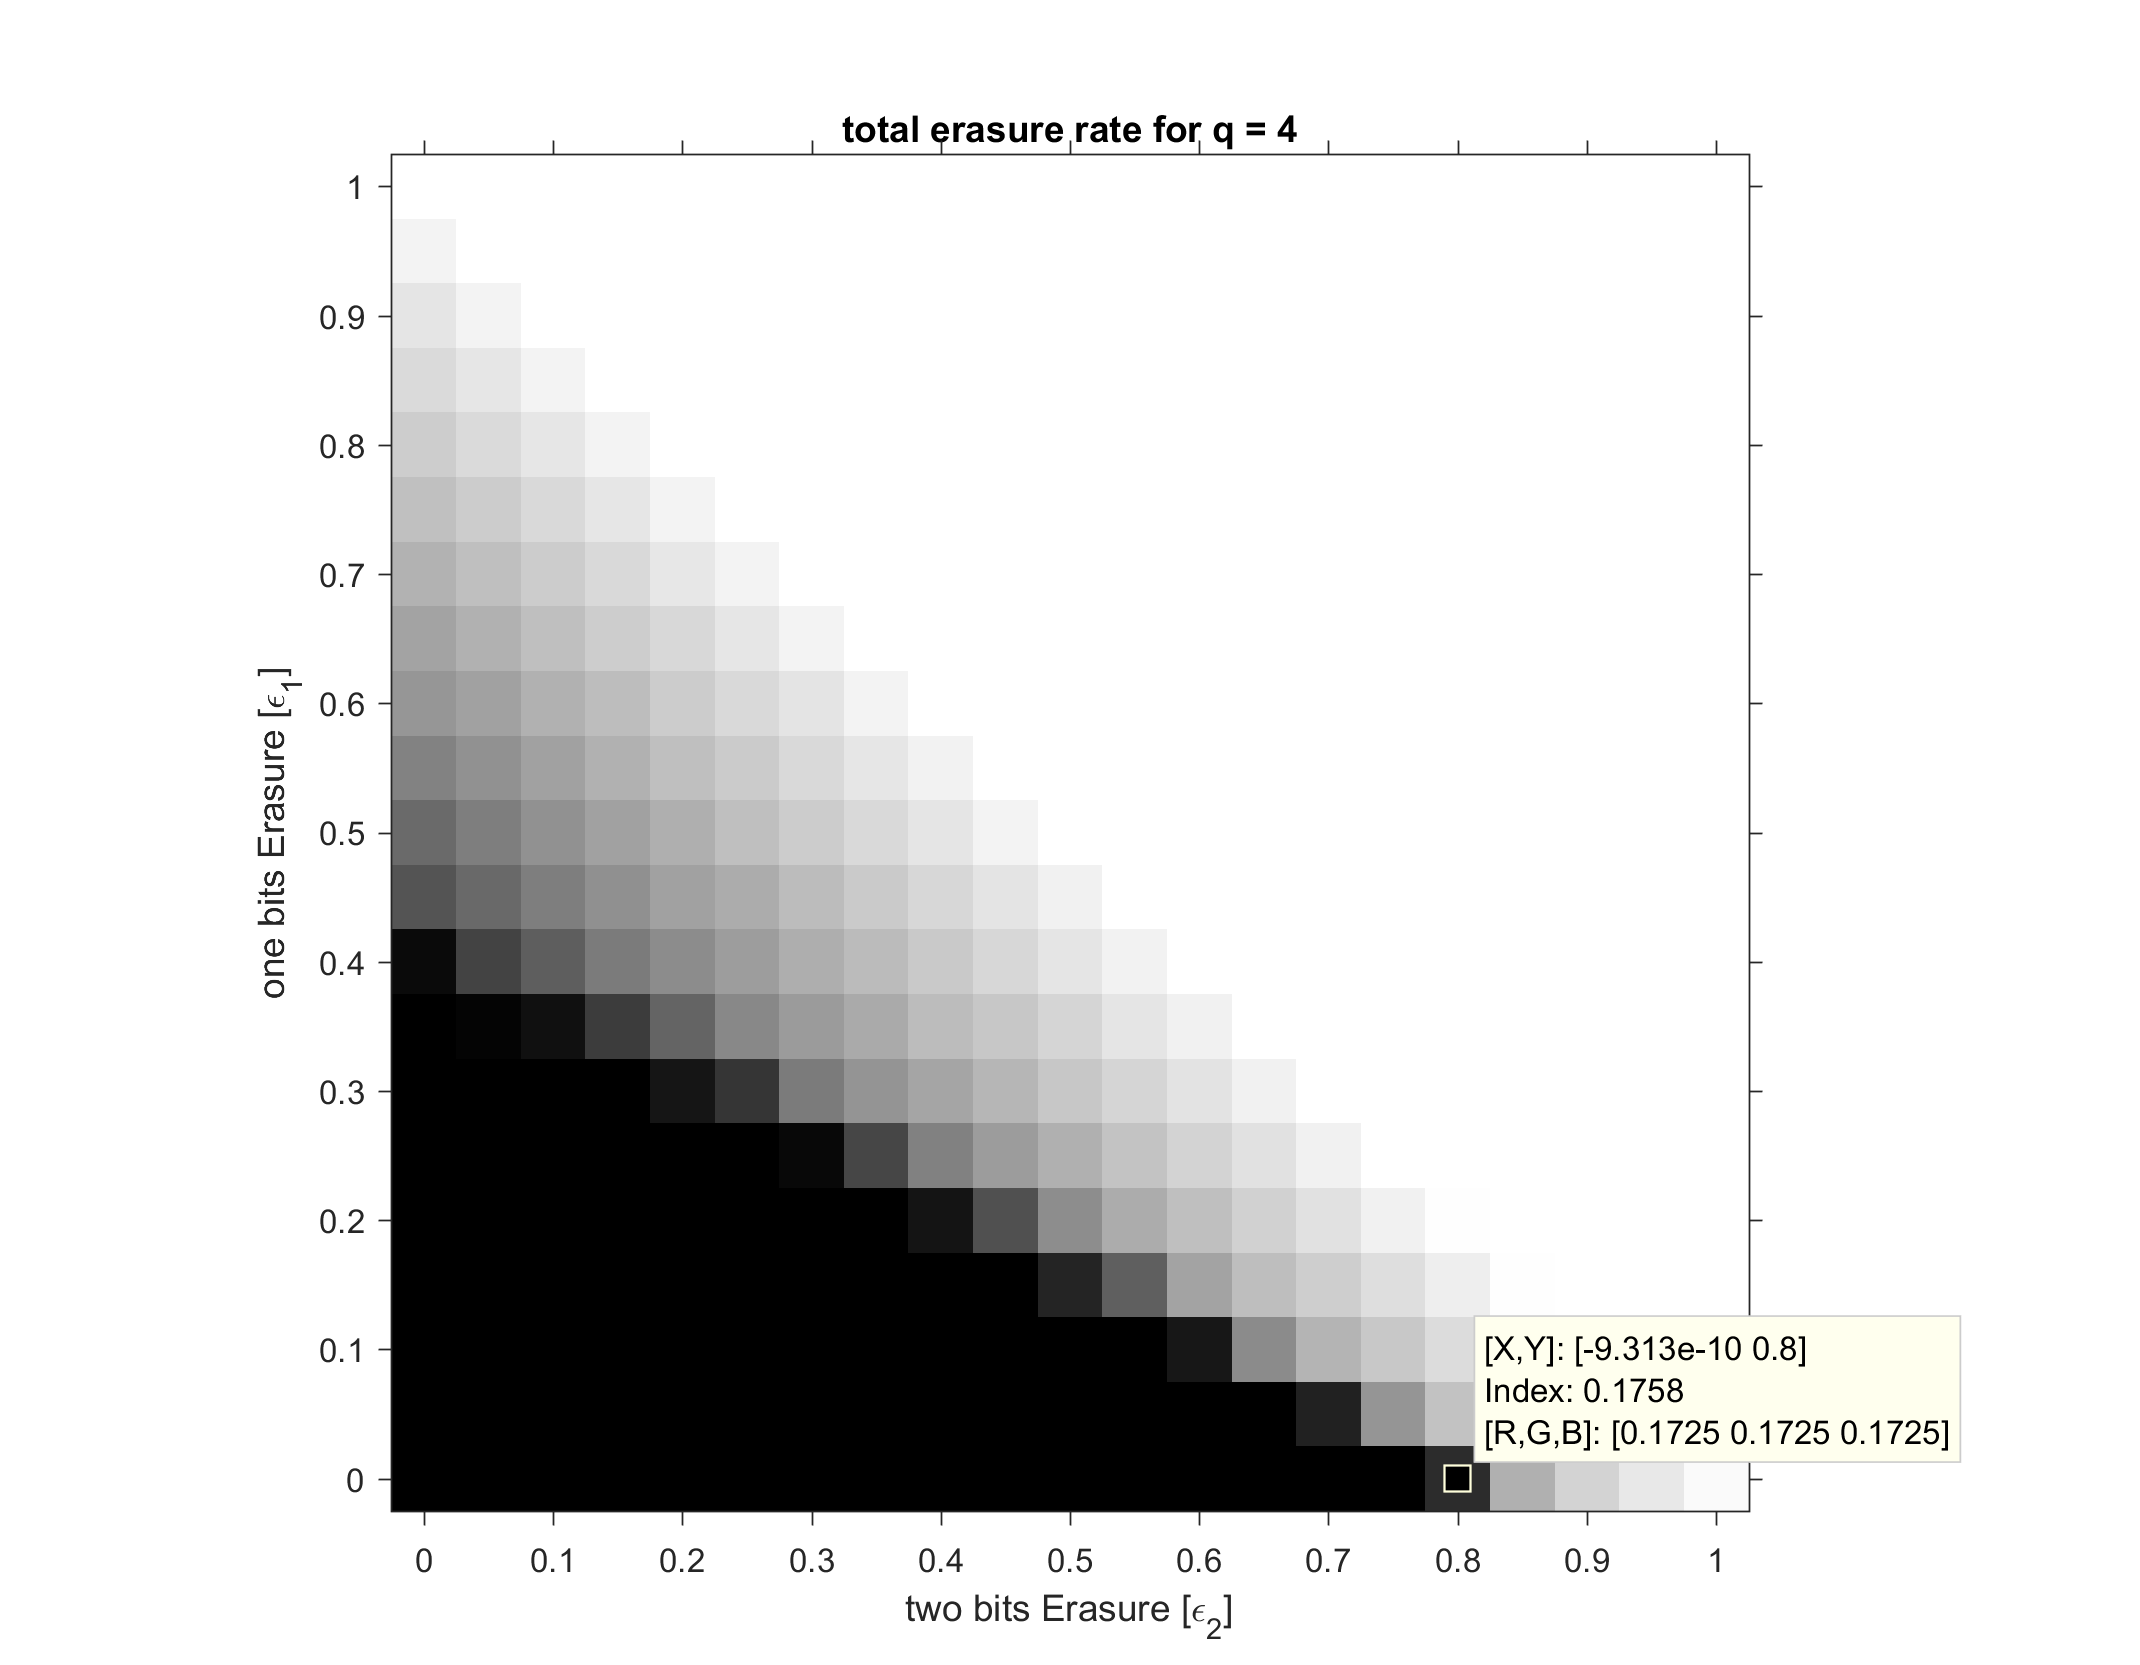 total erasure rate for q = 4
1
0.9
0.8
0.7
0.6
0.5
0.4
0.3
0.2
0.1
0
one bits Erasure [ϵ1]
[X,Y]: [-9.313e-10 0.8]
Index: 0.1758
[R,G,B]: [0.1725 0.1725 0.1725]
0 0.1 0.2 0.3 0.4 0.5 0.6 0.7 0.8 0.9 1
two bits Erasure [ϵ2]